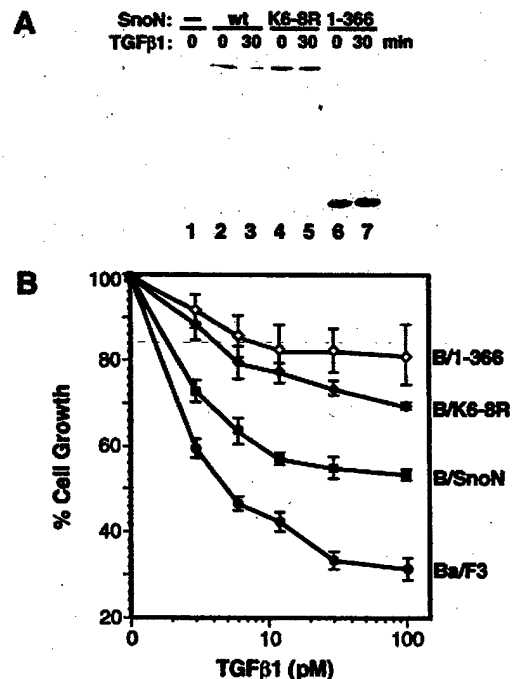 A
SnoN: — wt K6-8R 1-366
TGFβ1: 0 0 30 0 30 0 30 min
1 2 3 4 5 6 7
B
100
80
60
40
20
% Cell Growth
B/1-366
B/K6-8R
B/SnoN
Ba/F3
0 10 100
TGFβ1 (pM)